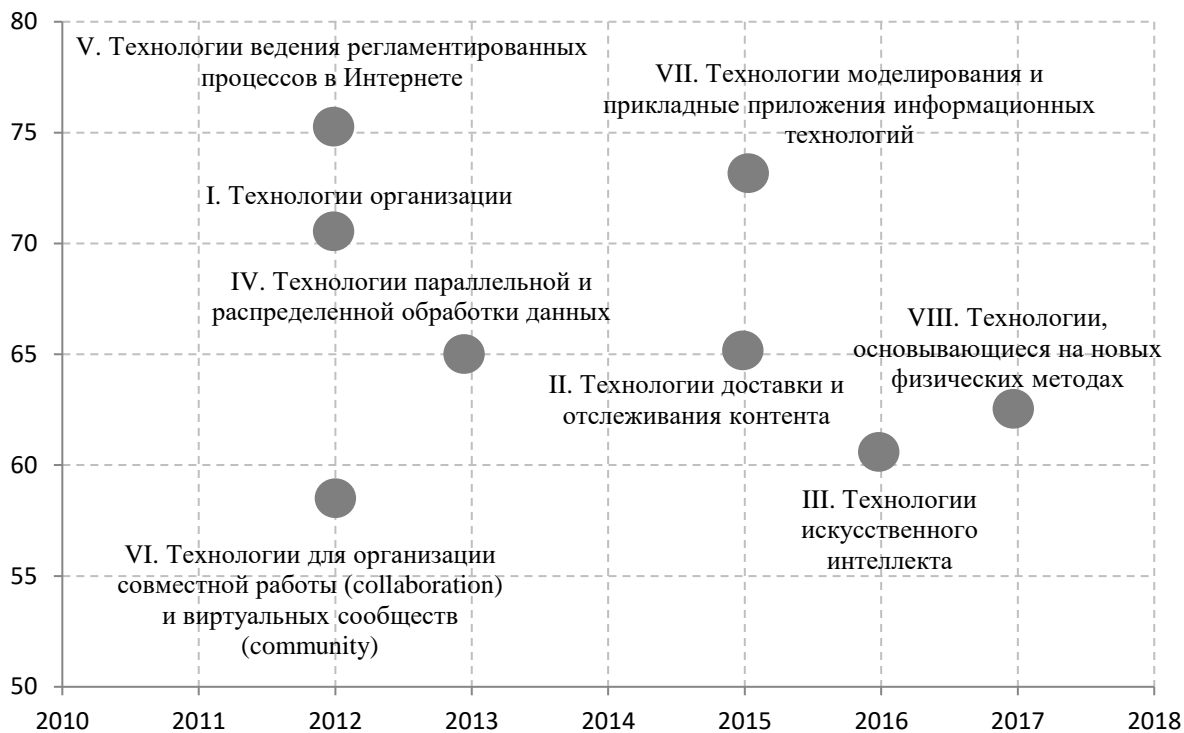 80
V. Технологии ведения регламентированных
процессов в Интернете
VII. Технологии моделирования и
прикладные приложения информационных
технологий
75
I. Технологии организации
70
IV. Технологии параллельной и
распределенной обработки данных
VIII. Технологии,
основывающиеся на новых
физических методах
65
II. Технологии доставки и
отслеживания контента
60
III. Технологии
искусственного
интеллекта
VI. Технологии для организации
совместной работы (collaboration)
и виртуальных сообществ
(community)
55
50
2010 2011 2012 2013 2014 2015 2016 2017 2018